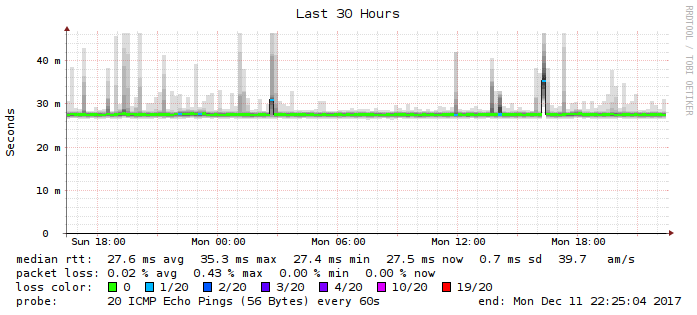 Last 30 Hours
RRDTOOL / TOBI OETIKER
Seconds
40 m
30 m
20 m
10 m
0
Sun 18:00 Mon 00:00 Mon 06:00 Mon 12:00 Mon 18:00
median rtt: 27.6 ms avg 35.3 ms max 27.4 ms min 27.5 ms now 0.7 ms sd 39.7 am/s
packet loss: 0.02 % avg 0.43 % max 0.00 % min 0.00 % now
loss color: 0 1/20 2/20 3/20 4/20 10/20 19/20
probe: 20 ICMP Echo Pings (56 Bytes) every 60s end: Mon Dec 11 22:25:04 2017